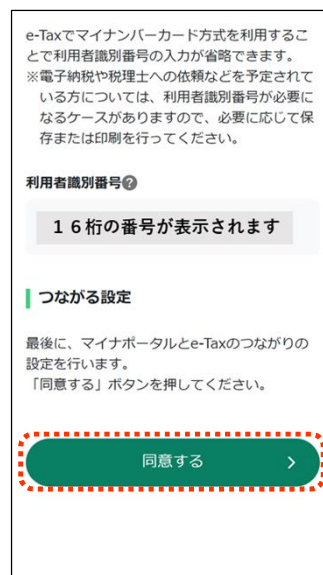 e-Taxでマイナンバーカード方式を利用するこ
とで利用者識別番号の入力が省略できます。
※電子納税や税理士への依頼などを予定されて
いる方については、利用者識別番号が必要に
なるケースがありますので、必要に応じて保
存または印刷を行ってください。
利用者識別番号?
１６桁の番号が表示されます
つながる設定
最後に、マイナポータルとe-Taxのつながりの
設定を行います。
「同意する」ボタンを押してください。
同意する